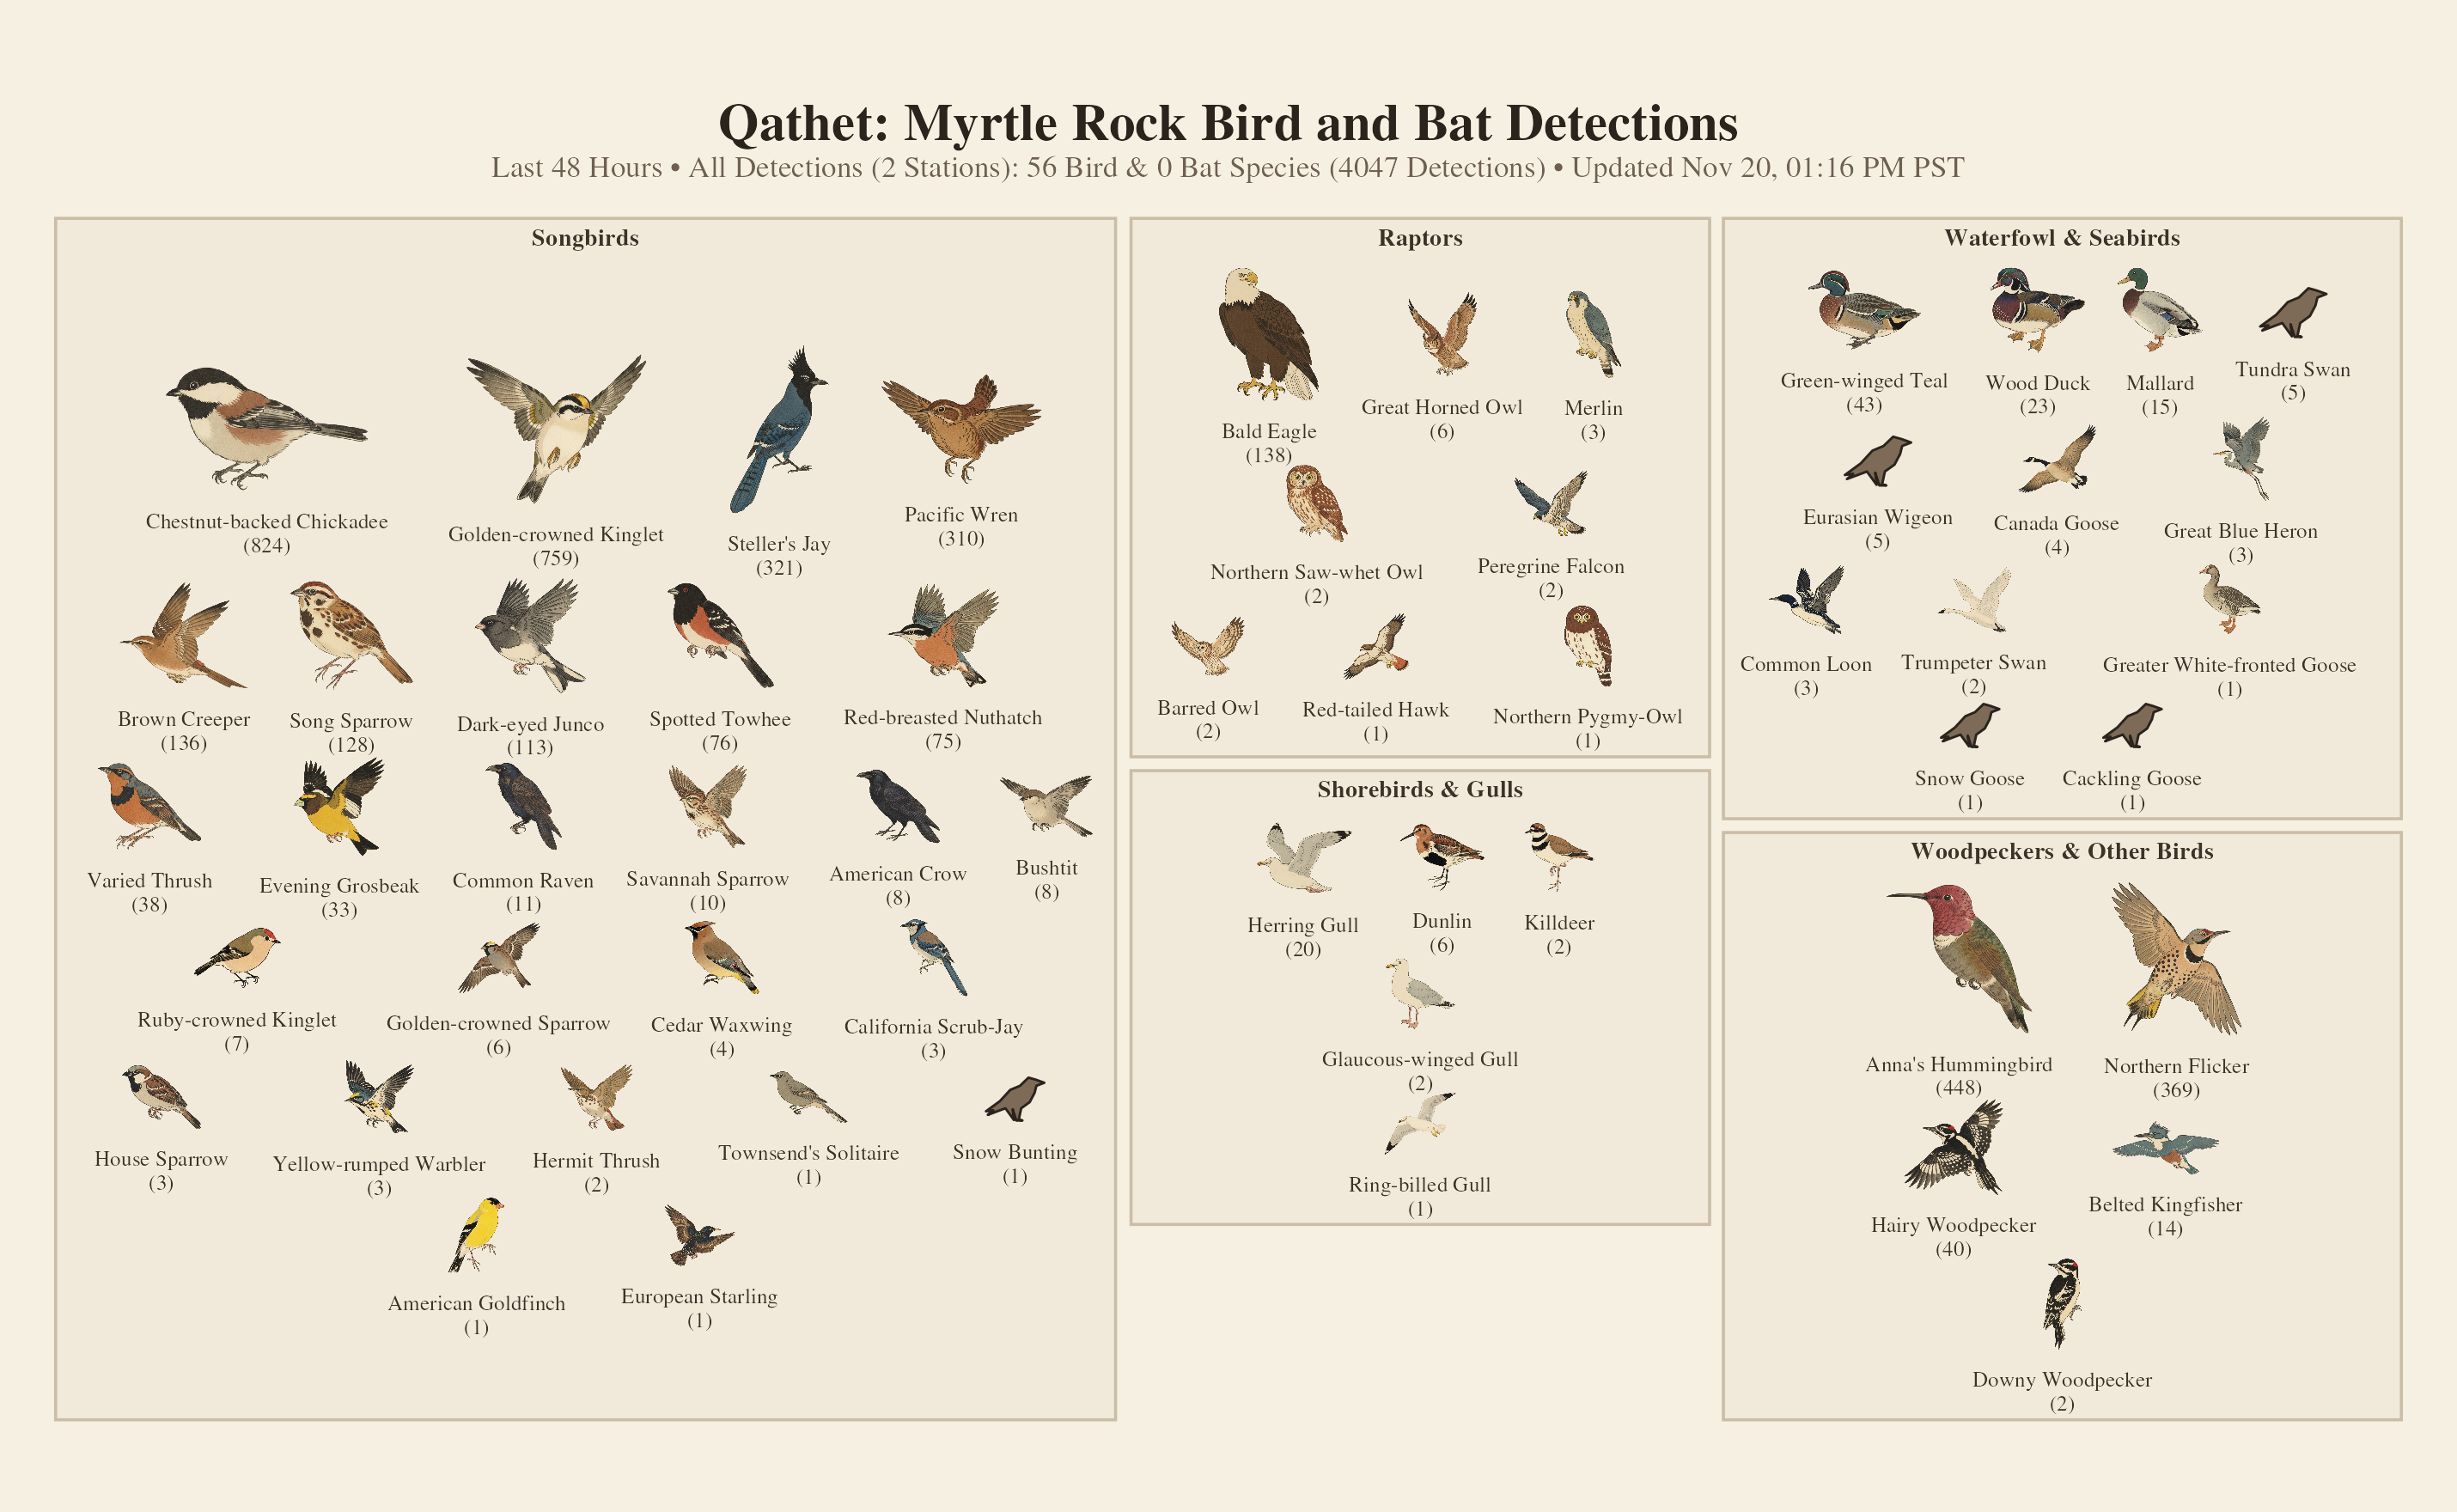 Qathet: Myrtle Rock Bird and Bat Detections
Last 48 Hours • All Detections (2 Stations): 56 Bird & 0 Bat Species (4047 Detections) • Updated Nov 20, 01:16 PM PST
Songbirds
Chestnut-backed Chickadee
(824)
Golden-crowned Kinglet
(759)
Steller's Jay
(321)
Pacific Wren
(310)
Brown Creeper
(136)
Song Sparrow
(128)
Dark-eyed Junco
(113)
Spotted Towhee
(76)
Red-breasted Nuthatch
(75)
Varied Thrush
(38)
Evening Grosbeak
(33)
Common Raven
(11)
Savannah Sparrow
(10)
American Crow
(8)
Bushtit
(8)
Ruby-crowned Kinglet
(7)
Golden-crowned Sparrow
(6)
Cedar Waxwing
(4)
California Scrub-Jay
(3)
House Sparrow
(3)
Yellow-rumped Warbler
(3)
Hermit Thrush
(2)
Townsend's Solitaire
(1)
Snow Bunting
(1)
American Goldfinch
(1)
European Starling
(1)
Raptors
Bald Eagle
(138)
Great Horned Owl
(6)
Merlin
(3)
Northern Saw-whet Owl
(2)
Peregrine Falcon
(2)
Barred Owl
(2)
Red-tailed Hawk
(1)
Northern Pygmy-Owl
(1)
Shorebirds & Gulls
Herring Gull
(20)
Dunlin
(6)
Killdeer
(2)
Glaucous-winged Gull
(2)
Ring-billed Gull
(1)
Waterfowl & Seabirds
Green-winged Teal
(43)
Wood Duck
(23)
Mallard
(15)
Tundra Swan
(5)
Eurasian Wigeon
(5)
Canada Goose
(4)
Great Blue Heron
(3)
Common Loon
(3)
Trumpeter Swan
(2)
Greater White-fronted Goose
(1)
Snow Goose
(1)
Cackling Goose
(1)
Woodpeckers & Other Birds
Anna's Hummingbird
(448)
Northern Flicker
(369)
Hairy Woodpecker
(40)
Belted Kingfisher
(14)
Downy Woodpecker
(2)